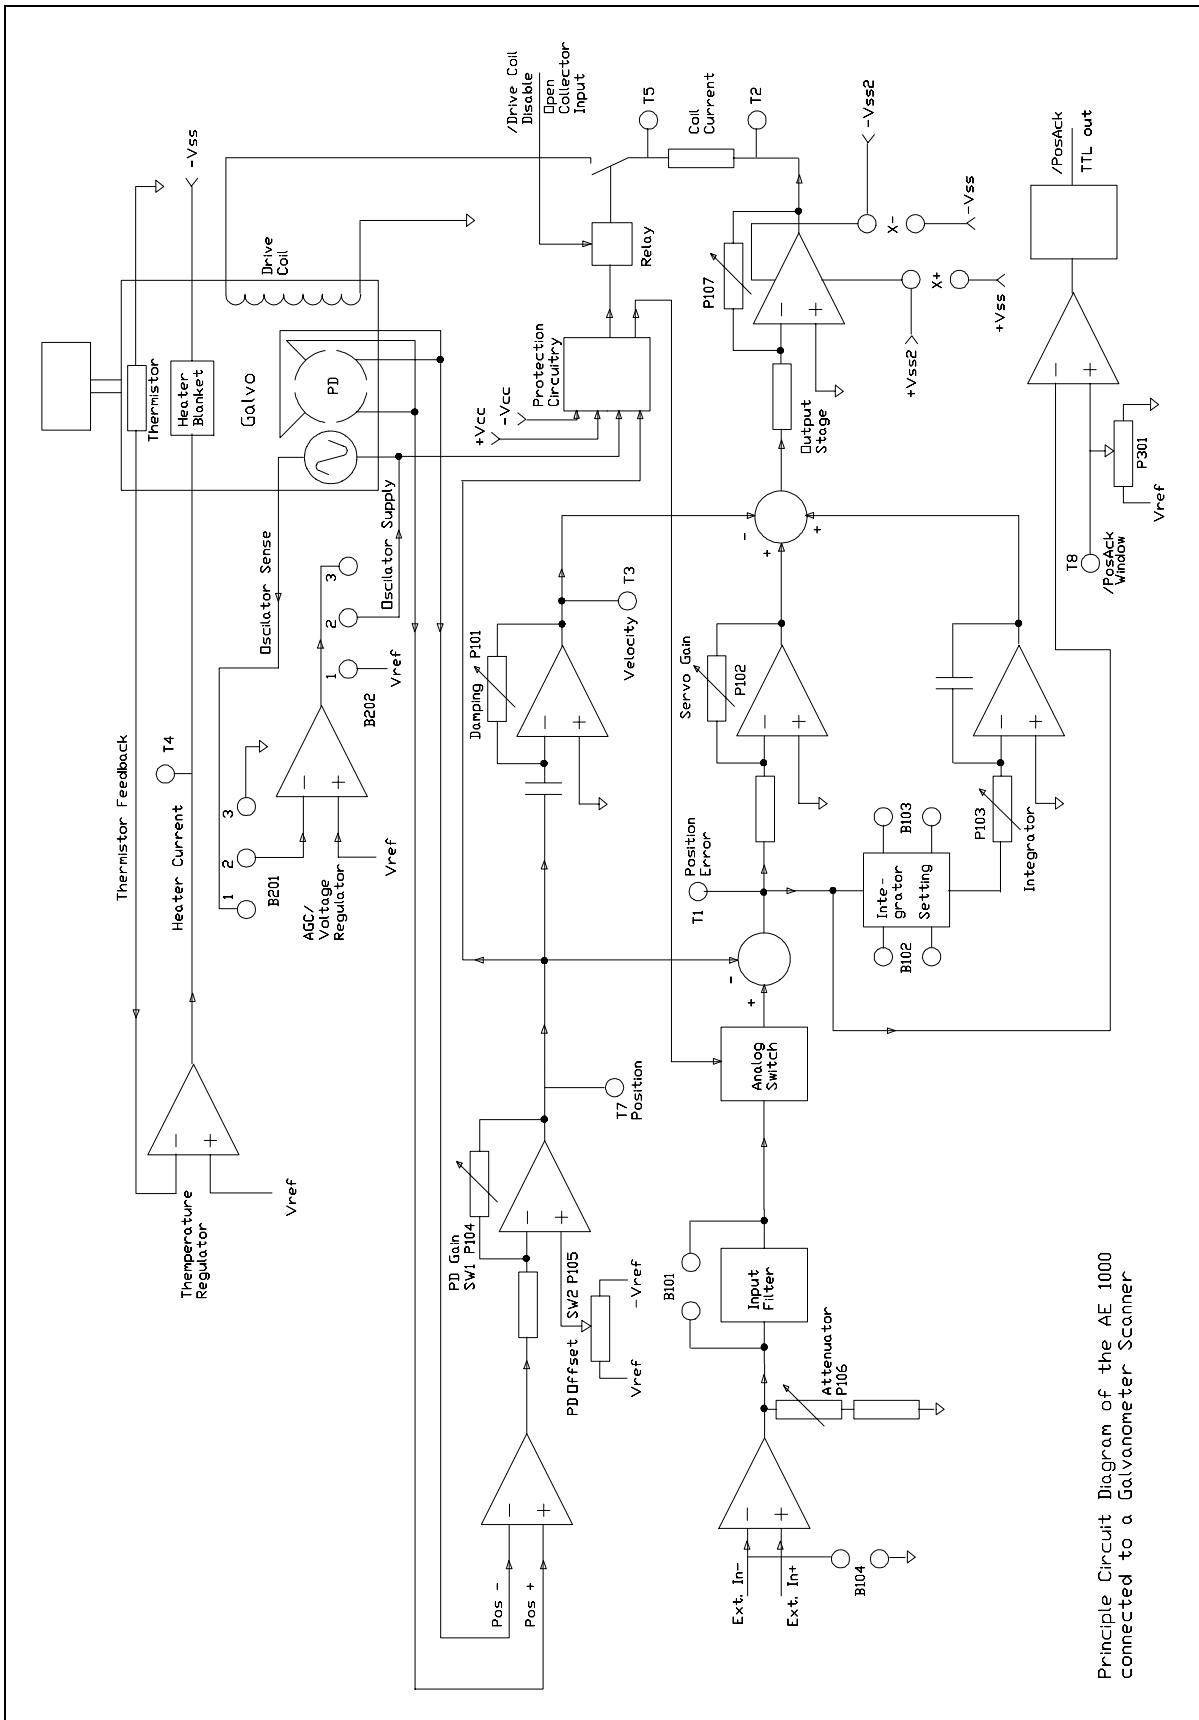 Thermistor Feedback
T4
Heater Current
-Vss
Thermistor
Heater
Blanket
Themperature
Regulator
Vref
−
+
Galvo
Drive
Coil
PD
Oscilator Sense
Oscilator Supply
1
2
3
B201
AGC/
Voltage
Regulator
−
+
Vref
1
2
3
B202
Vref
/Drive Coil
Disable
Open
Collector
Input
Relay
T5
Coil
Current
T2
+Vcc
-Vcc
Protection
Circuitry
Pos -
Pos +
−
+
PD Gain
SW1 P104
−
+
PD Offset SW2 P105
Vref
-Vref
T7
Position
Damping P101
−
+
T3
Velocity
Ext. In-
Ext. In+
−
+
B104
Attenuator
P106
B101
Input
Filter
Analog
Switch
+
-
T1
Position
Error
Servo Gain
P102
−
+
-
+
+
Output
Stage
P107
−
+
-Vss2
X-
-Vss
+Vss2
X+
+Vss
B102
Inte-
grator
Setting
B103
P103
Integrator
−
+
T8
/PosAck
Window
Vref
P301
−
+
/PosAck
TTL out
Principle Circuit Diagram of the AE 1000
connected to a Galvanometer Scanner